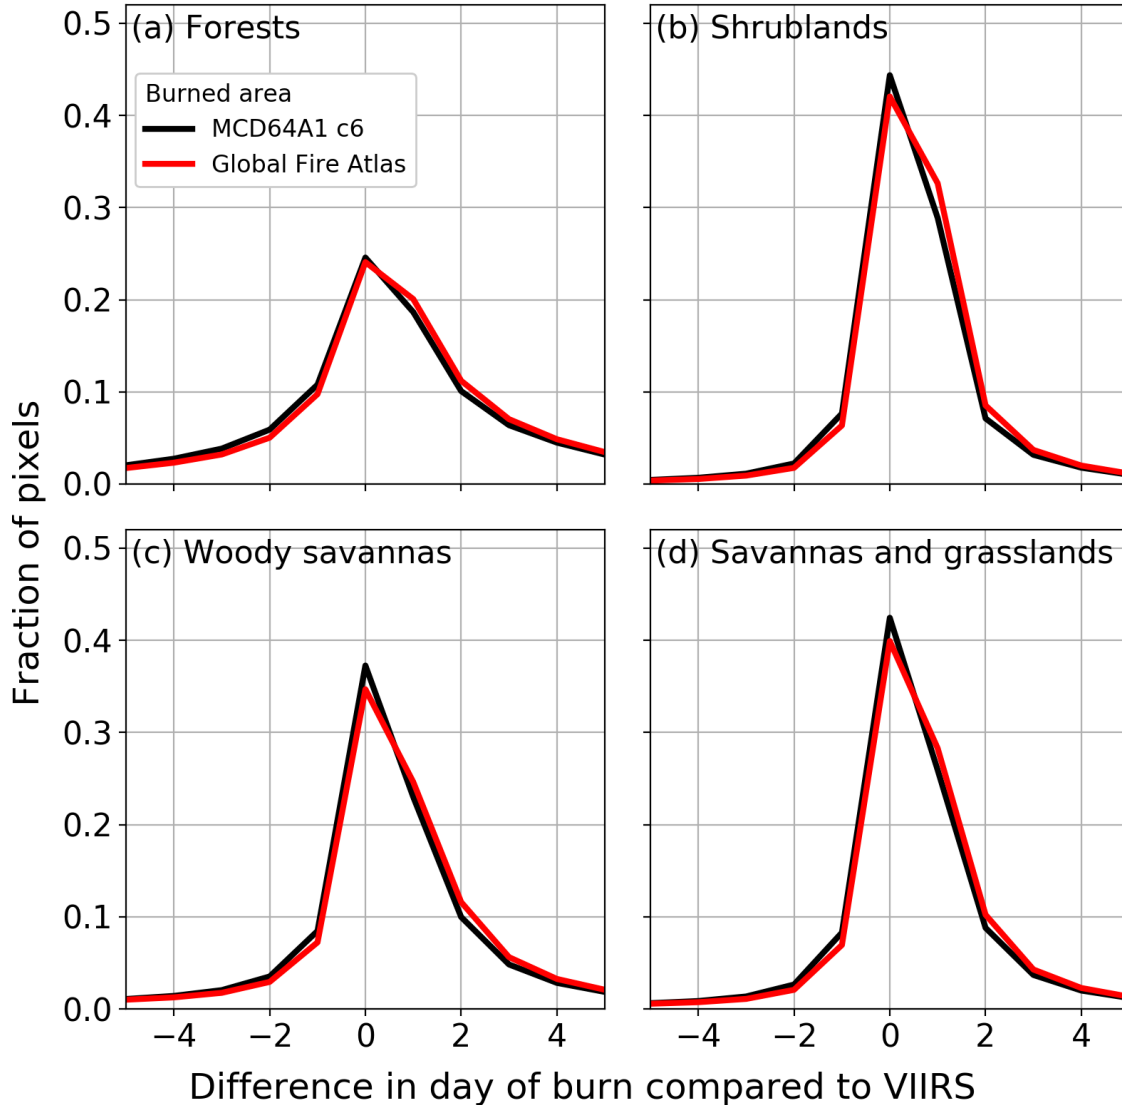 (a) Forests
Burned area
MCD64A1 c6
Global Fire Atlas
0.5
0.4
0.3
0.2
0.1
0.0
(b) Shrublands
(c) Woody savannas
0.5
0.4
0.3
0.2
0.1
0.0
−4 −2 0 2 4
(d) Savannas and grasslands
−4 −2 0 2 4
Fraction of pixels
Difference in day of burn compared to VIIRS